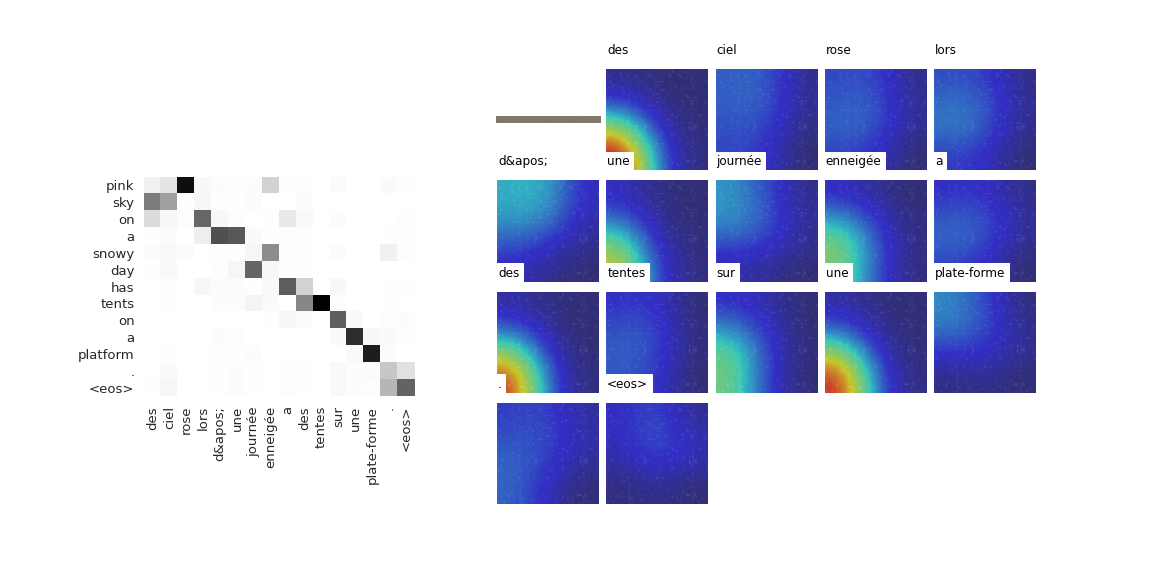 pink
sky
on
a
snowy
day
has
tents
on
a
platform
.
<eos>
des ciel rose lors d&apos; une journée enneigée a des tentes sur une plate-forme . <eos>
des ciel rose lors
d&apos; une journée enneigée a
des tentes sur une plate-forme
. <eos>